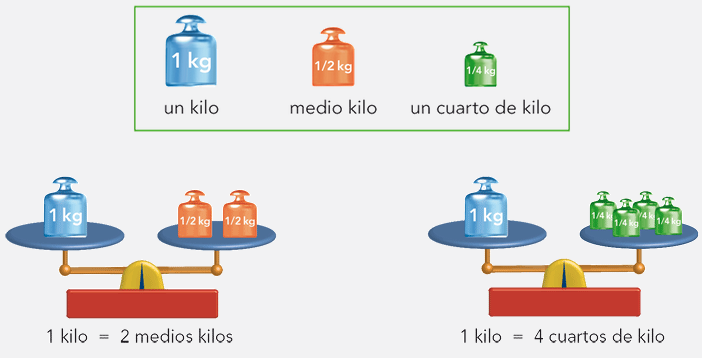 1 kg
1/2 kg
1/4 kg
un kilo
medio kilo
un cuarto de kilo
1 kg
1/2 kg
1/2 kg
1 kg
1/4
1/4 kg
1/4 kg
1 kilo = 2 medios kilos
1 kilo = 4 cuartos de kilo